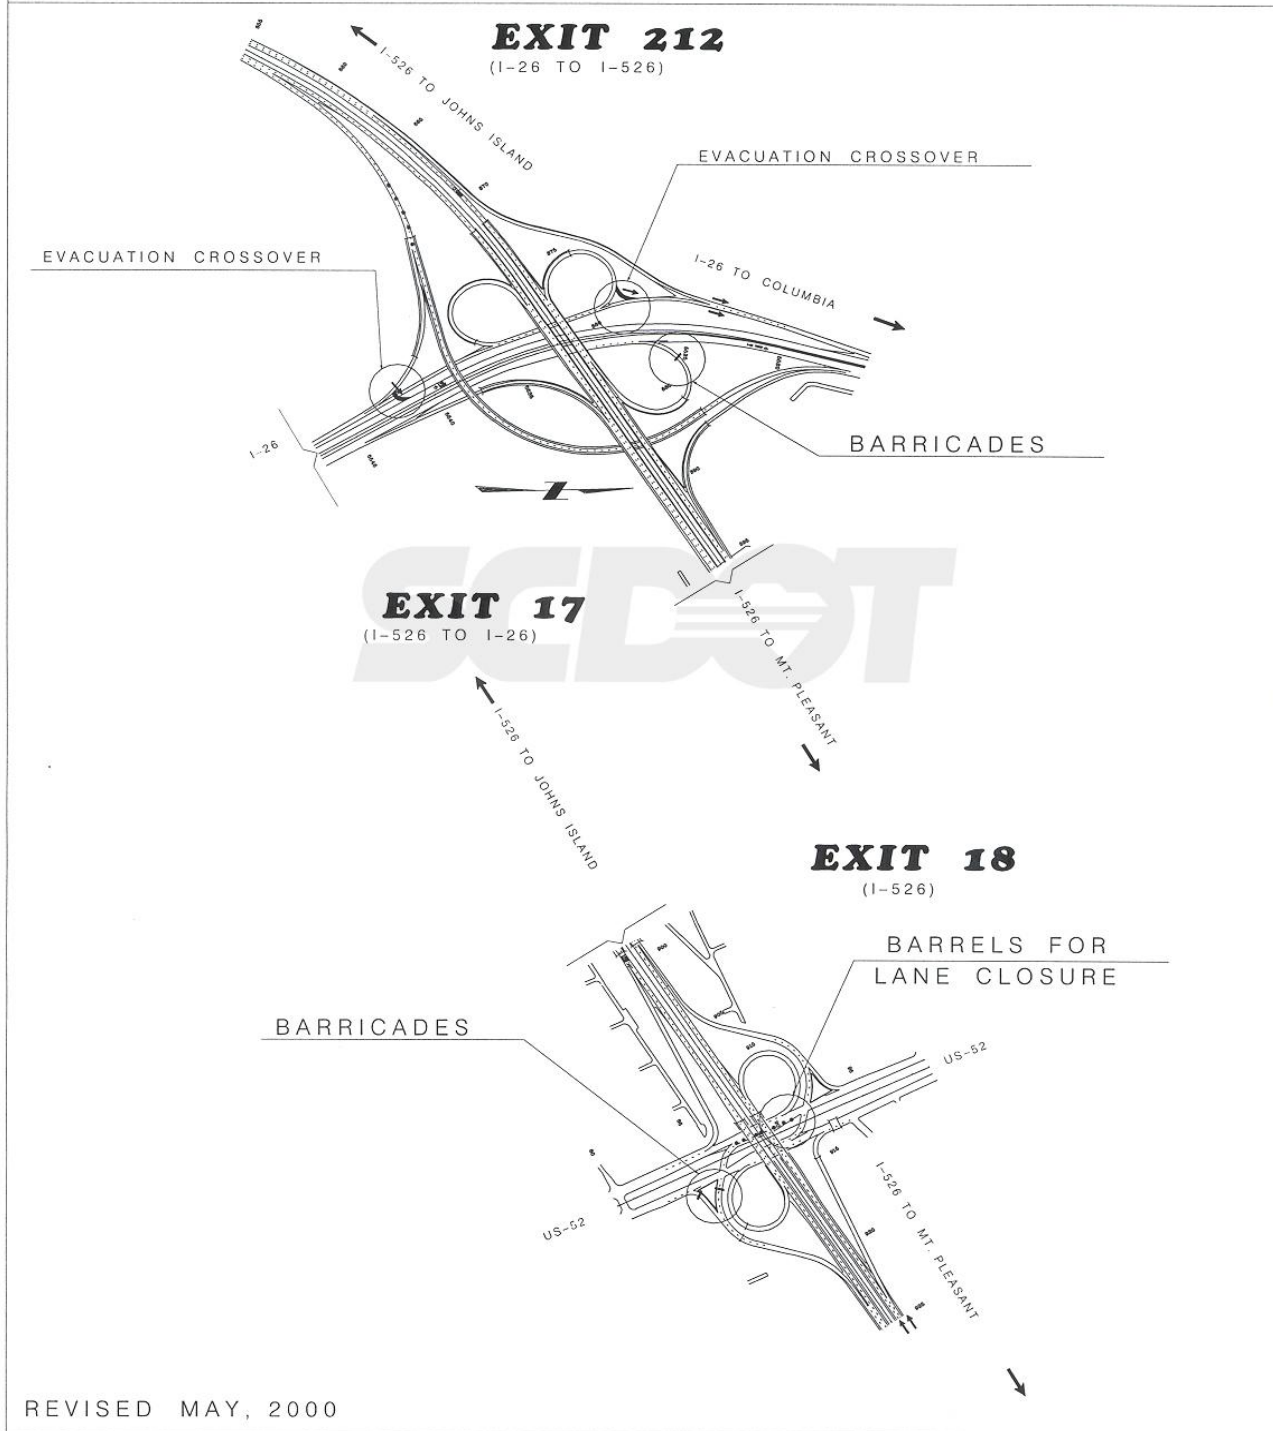 EXIT 212
(I-26 TO I-526)
I-526 TO JOHNS ISLAND
EVACUATION CROSSOVER
EVACUATION CROSSOVER
I-26 TO COLUMBIA
I-26
BARRICADES
SCDOT
EXIT 17
(I-526 TO I-26)
I-526 TO MT. PLEASANT
I-526 TO JOHNS ISLAND
EXIT 18
(I-526)
BARRELS FOR
LANE CLOSURE
BARRICADES
US-52
US-52
I-526 TO MT. PLEASANT
REVISED MAY, 2000